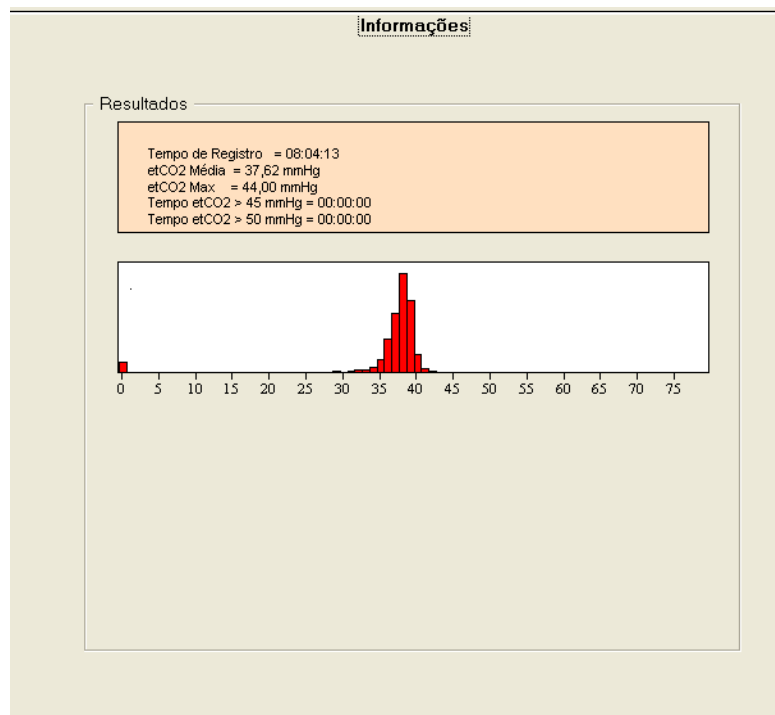 Informações
Resultados
Tempo de Registro = 08:04:13
etCO2 Média = 37,62 mmHg
etCO2 Max = 44,00 mmHg
Tempo etCO2 > 45 mmHg = 00:00:00
Tempo etCO2 > 50 mmHg = 00:00:00
0 5 10 15 20 25 30 35 40 45 50 55 60 65 70 75